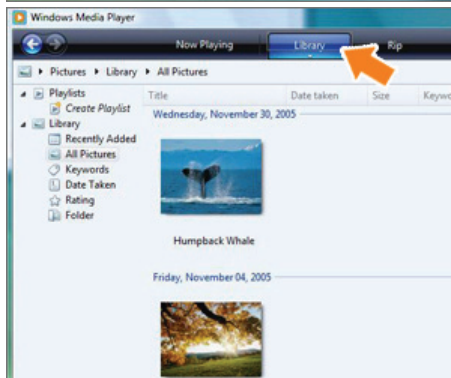 Windows Media Player
Now Playing Library Rip
Pictures Library All Pictures
Playlists
Create Playlist
Library
Recently Added
All Pictures
Keywords
Date Taken
Rating
Folder
Title Date taken Size Keywo
Wednesday, November 30, 2005
Humpback Whale
Friday, November 04, 2005